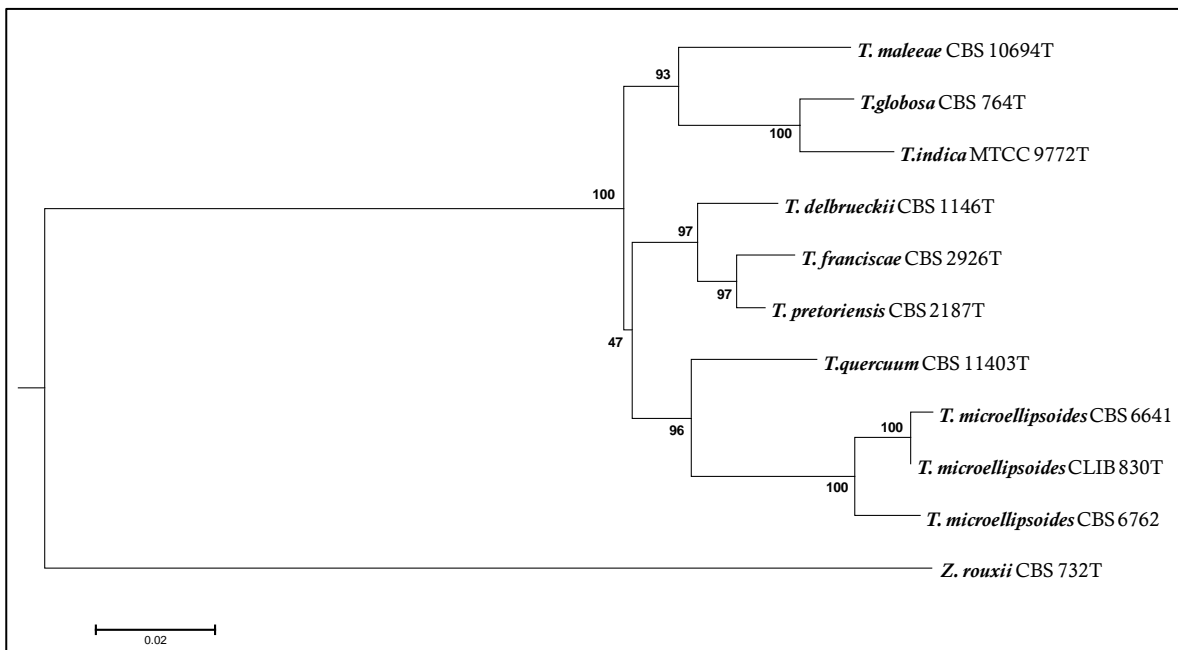 T. maleeae CBS 10694T
93
T.globosa CBS 764T
100
T.indica MTCC 9772T
100
T. delbrueckii CBS 1146T
97
T. franciscae CBS 2926T
97
T. pretoriensis CBS 2187T
47
T.quercuum CBS 11403T
T. microellipsoides CBS 6641
100
96
T. microellipsoides CLIB 830T
100
T. microellipsoides CBS 6762
Z. rouxii CBS 732T
0.02